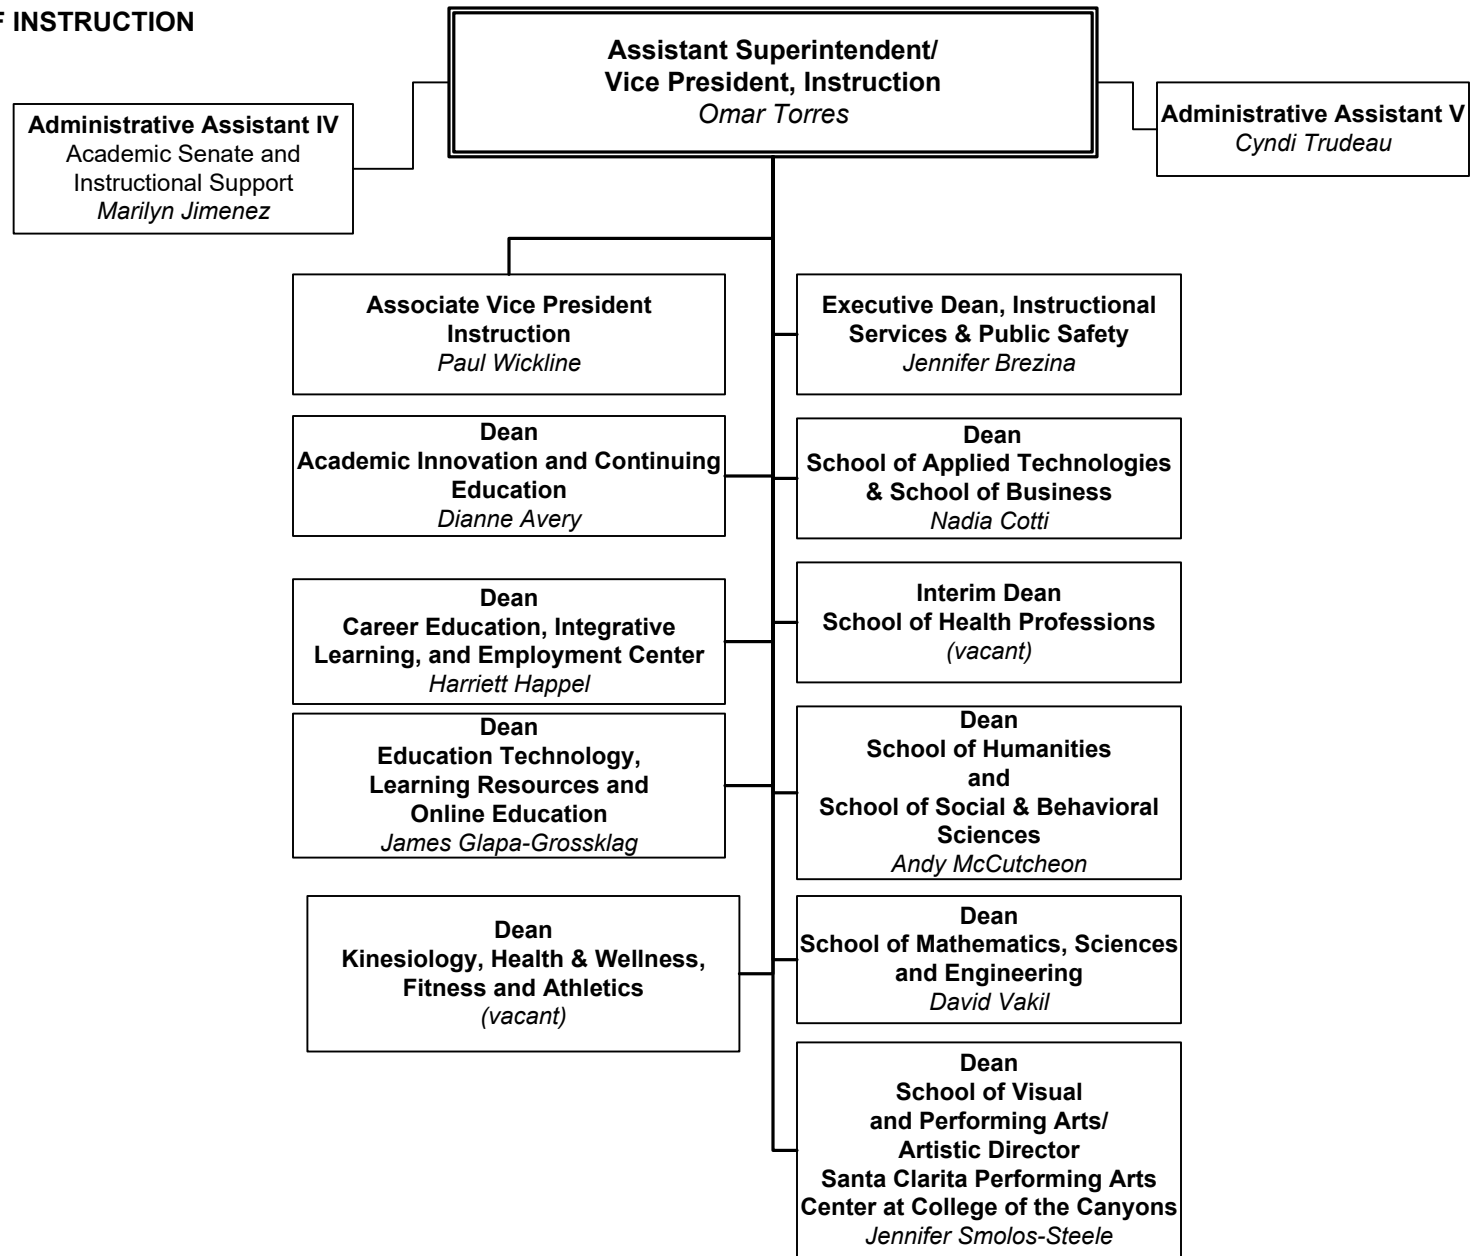 INSTRUCTION
Assistant Superintendent/
Vice President, Instruction
Omar Torres
Administrative Assistant IV
Academic Senate and
Instructional Support
Marilyn Jimenez
Administrative Assistant V
Cyndi Trudeau
Associate Vice President
Instruction
Paul Wickline
Executive Dean, Instructional
Services & Public Safety
Jennifer Brezina
Dean
Academic Innovation and Continuing
Education
Dianne Avery
Dean
School of Applied Technologies
& School of Business
Nadia Cotti
Dean
Career Education, Integrative
Learning, and Employment Center
Harriett Happel
Interim Dean
School of Health Professions
(vacant)
Dean
Education Technology,
Learning Resources and
Online Education
James Glapa-Grossklag
Dean
School of Humanities
and
School of Social & Behavioral
Sciences
Andy McCutcheon
Dean
Kinesiology, Health & Wellness,
Fitness and Athletics
(vacant)
Dean
School of Mathematics, Sciences
and Engineering
David Vakil
Dean
School of Visual
and Performing Arts/
Artistic Director
Santa Clarita Performing Arts
Center at College of the Canyons
Jennifer Smolos-Steele